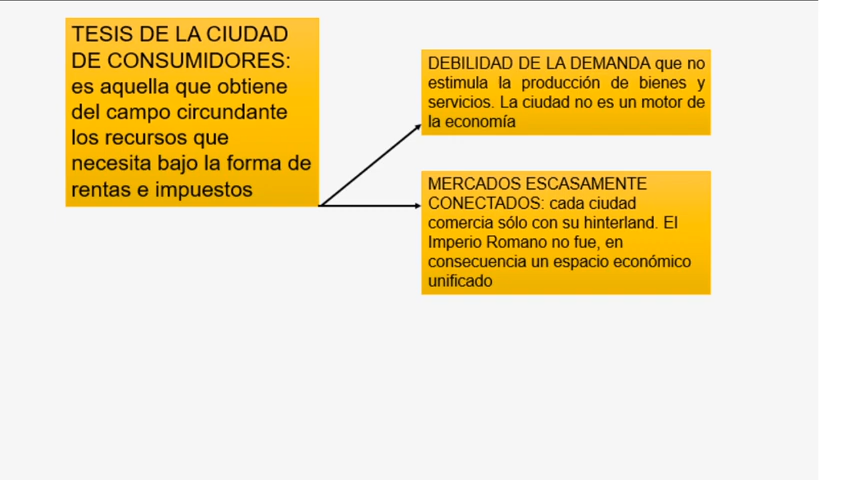 TESIS DE LA CIUDAD
DE CONSUMIDORES:
es aquella que obtiene
del campo circundante
los recursos que
necesita bajo la forma de
rentas e impuestos
DEBILIDAD DE LA DEMANDA que no
estimula la producción de bienes y
servicios. La ciudad no es un motor de
la economía
MERCADOS ESCASAMENTE
CONECTADOS: cada ciudad
comercia sólo con su hinterland. El
Imperio Romano no fue, en
consecuencia un espacio económico
unificado